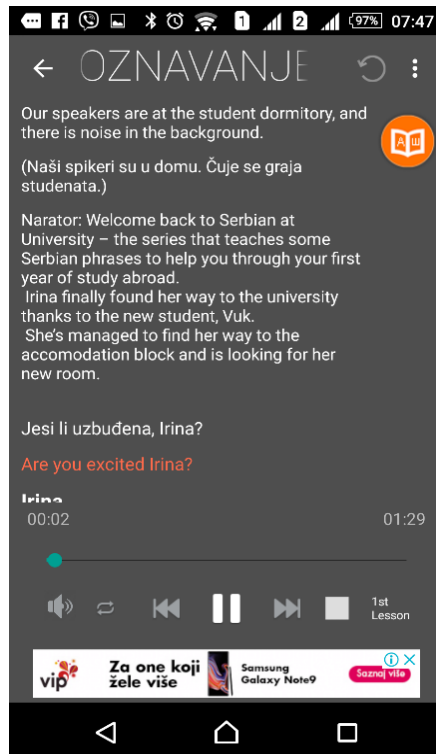 1 2 97% 07:47
OZNAVANJE
Our speakers are at the student dormitory, and
there is noise in the background.
A Ш
(Naši spikeri su u domu. Čuje se graja
studenata.)
Narator: Welcome back to Serbian at
University – the series that teaches some
Serbian phrases to help you through your first
year of study abroad.
Irina finally found her way to the university
thanks to the new student, Vuk.
She's managed to find her way to the
accomodation block and is looking for her
new room.
Jesi li uzbuđena, Irina?
Are you excited Irina?
Irina
00:02 01:29
1st
Lesson
vip Za one koji
žele više
Samsung
Galaxy Note9
Saznaj više